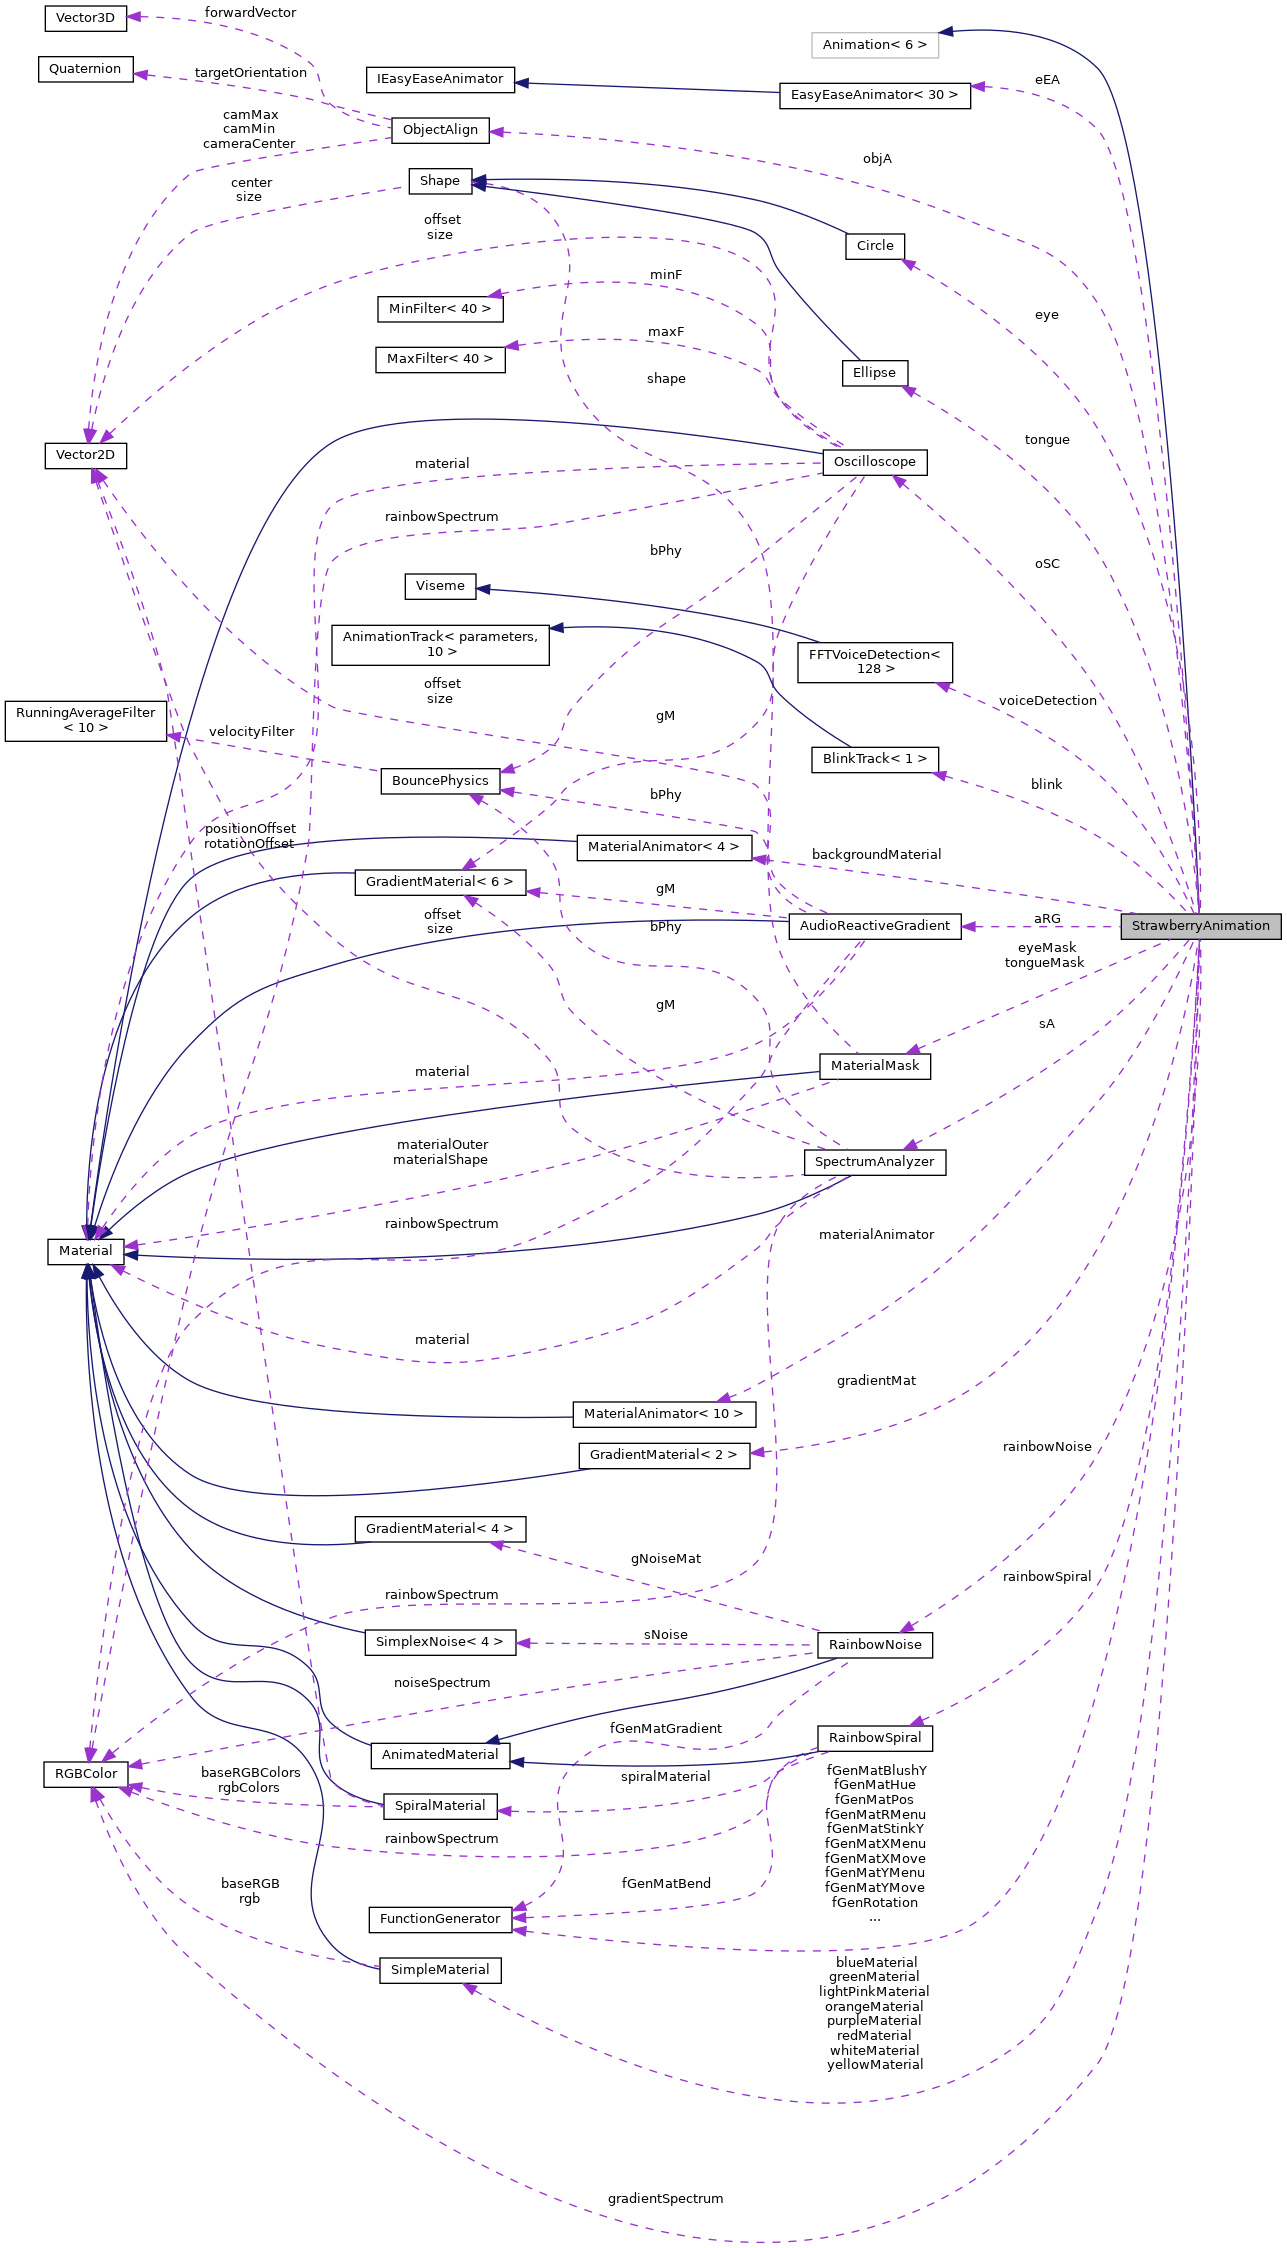 Vector3D
forwardVector
Animation< 6 >
Quaternion
targetOrientation
IEasyEaseAnimator
EasyEaseAnimator< 30 >
eEA
camMax
camMin
cameraCenter
ObjectAlign
objA
center
size
Shape
offset
size
Circle
minF
MinFilter< 40 >
eye
maxF
MaxFilter< 40 >
shape
Ellipse
tongue
Vector2D
material
Oscilloscope
rainbowSpectrum
bPhy
oSC
Viseme
AnimationTrack< parameters,
10 >
FFTVoiceDetection<
128 >
offset
size
voiceDetection
RunningAverageFilter
< 10 >
velocityFilter
gM
BlinkTrack< 1 >
BouncePhysics
bPhy
blink
positionOffset
rotationOffset
MaterialAnimator< 4 >
backgroundMaterial
GradientMaterial< 6 >
gM
offset
size
bPhy
AudioReactiveGradient
aRG
StrawberryAnimation
eyeMask
tongueMask
gM
sA
material
MaterialMask
materialOuter
materialShape
SpectrumAnalyzer
rainbowSpectrum
materialAnimator
Material
material
gradientMat
MaterialAnimator< 10 >
GradientMaterial< 2 >
rainbowNoise
GradientMaterial< 4 >
gNoiseMat
rainbowSpiral
rainbowSpectrum
SimplexNoise< 4 >
sNoise
RainbowNoise
noiseSpectrum
fGenMatGradient
RainbowSpiral
AnimatedMaterial
RGBColor
baseRGBColors
rgbColors
spiralMaterial
SpiralMaterial
rainbowSpectrum
fGenMatBlushY
fGenMatHue
fGenMatPos
fGenMatRMenu
fGenMatStinkY
fGenMatXMenu
fGenMatXMove
fGenMatYMenu
fGenMatYMove
fGenRotation
...
baseRGB
rgb
fGenMatBend
FunctionGenerator
SimpleMaterial
blueMaterial
greenMaterial
lightPinkMaterial
orangeMaterial
purpleMaterial
redMaterial
whiteMaterial
yellowMaterial
gradientSpectrum